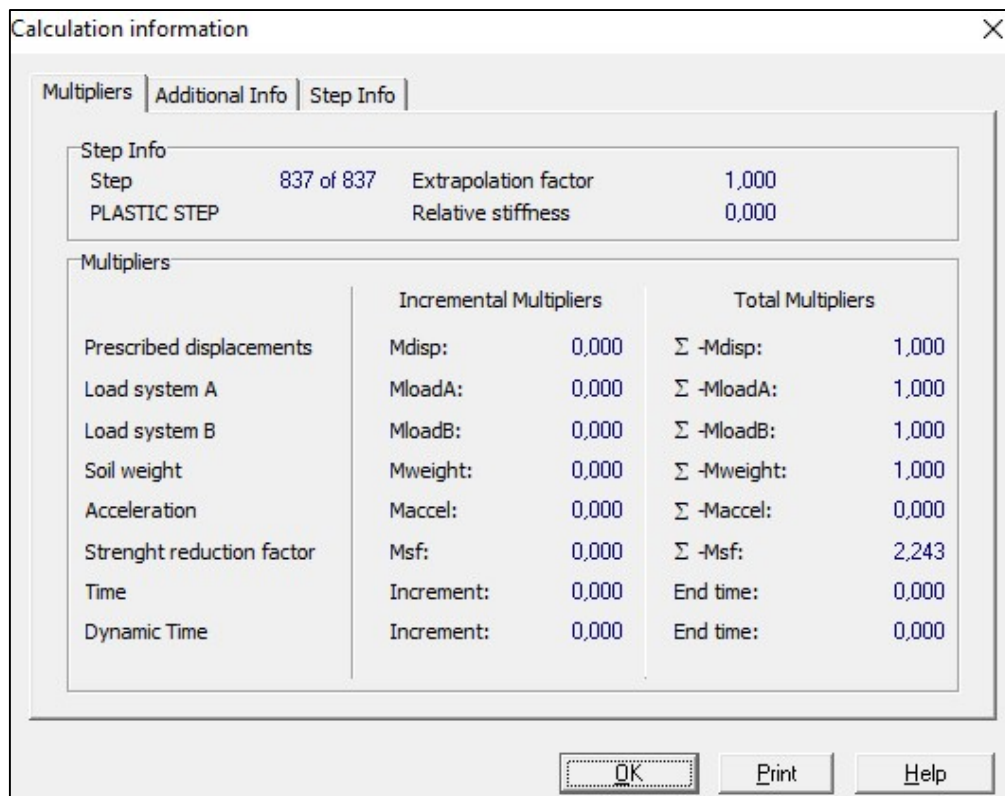 Calculation information
Multipliers Additional Info Step Info
Step Info
Step 837 of 837 Extrapolation factor 1,000
PLASTIC STEP Relative stiffness 0,000
Multipliers
Incremental Multipliers Total Multipliers
Prescribed displacements Mdisp: 0,000 Σ -Mdisp: 1,000
Load system A MloadA: 0,000 Σ -MloadA: 1,000
Load system B MloadB: 0,000 Σ -MloadB: 1,000
Soil weight Mweight: 0,000 Σ -Mweight: 1,000
Acceleration Maccel: 0,000 Σ -Maccel: 0,000
Strenght reduction factor Msf: 0,000 Σ -Msf: 2,243
Time Increment: 0,000 End time: 0,000
Dynamic Time Increment: 0,000 End time: 0,000
OK Print Help